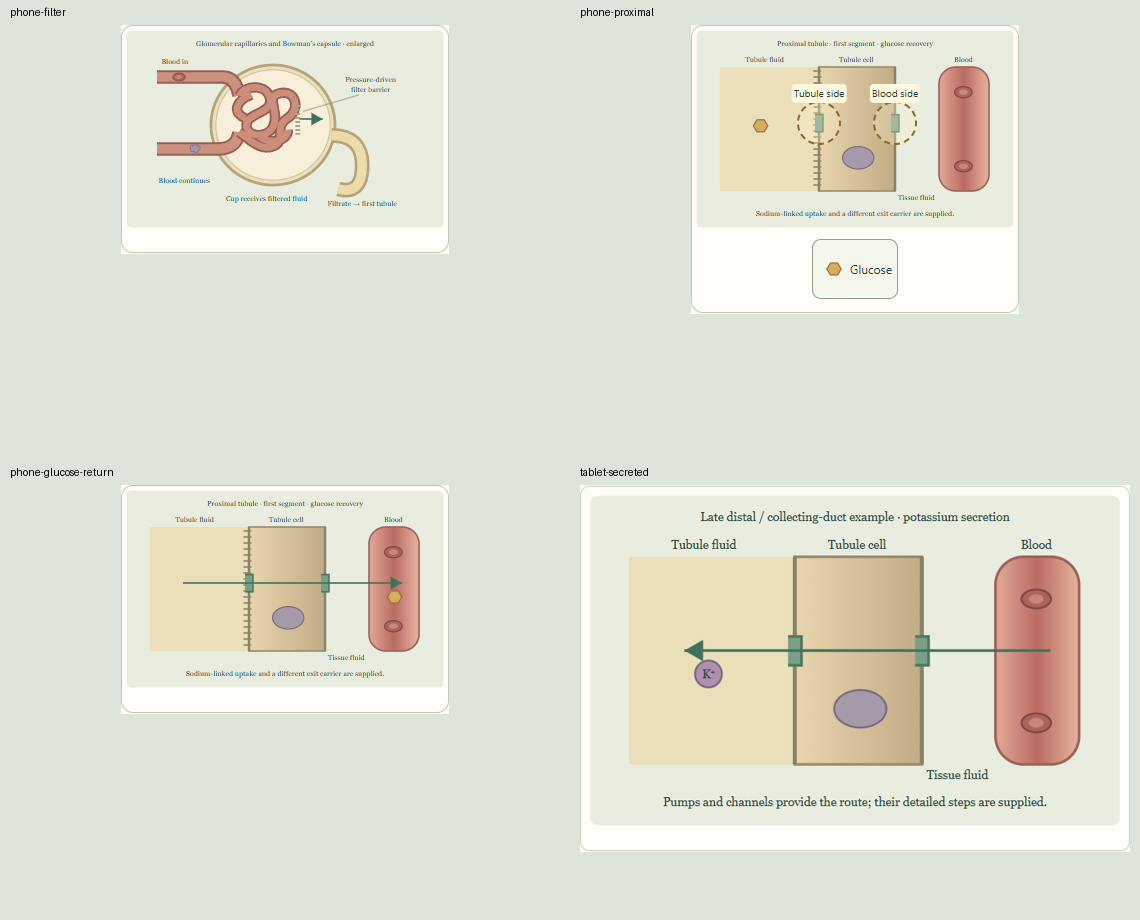 phone-filter
Glomerular capillaries and Bowman's capsule · enlarged
Blood in
Pressure-driven
filter barrier
Blood continues
Cup receives filtered fluid
Filtrate → first tubule
phone-proximal
Proximal tubule · first segment · glucose recovery
Tubule fluid
Tubule cell
Blood
Tubule side
Blood side
Tissue fluid
Sodium-linked uptake and a different exit carrier are supplied.
Glucose
phone-glucose-return
Proximal tubule · first segment · glucose recovery
Tubule fluid
Tubule cell
Blood
Tissue fluid
Sodium-linked uptake and a different exit carrier are supplied.
tablet-secreted
Late distal / collecting-duct example · potassium secretion
Tubule fluid
Tubule cell
Blood
K⁺
Tissue fluid
Pumps and channels provide the route; their detailed steps are supplied.